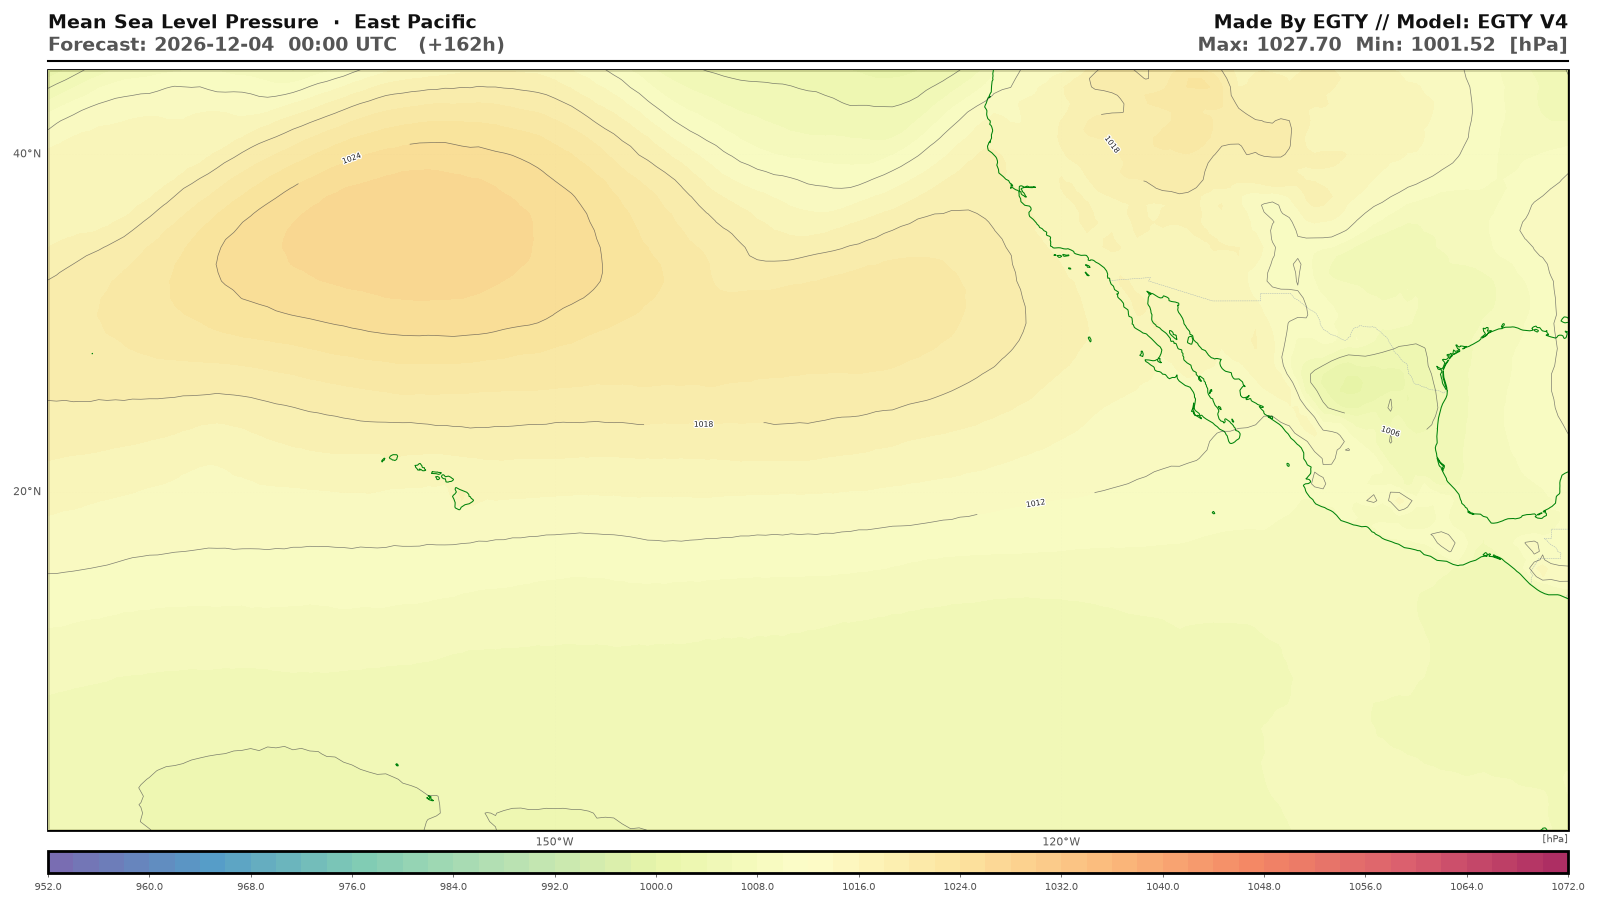 Mean Sea Level Pressure · East Pacific
Made By EGTY // Model: EGTY V4
Forecast: 2026-12-04 00:00 UTC (+162h)
Max: 1027.70 Min: 1001.52 [hPa]
1024
1018
40°N
1018
1006
20°N
1012
150°W
120°W
[hPa]
952.0
960.0
968.0
976.0
984.0
992.0
1000.0
1008.0
1016.0
1024.0
1032.0
1040.0
1048.0
1056.0
1064.0
1072.0